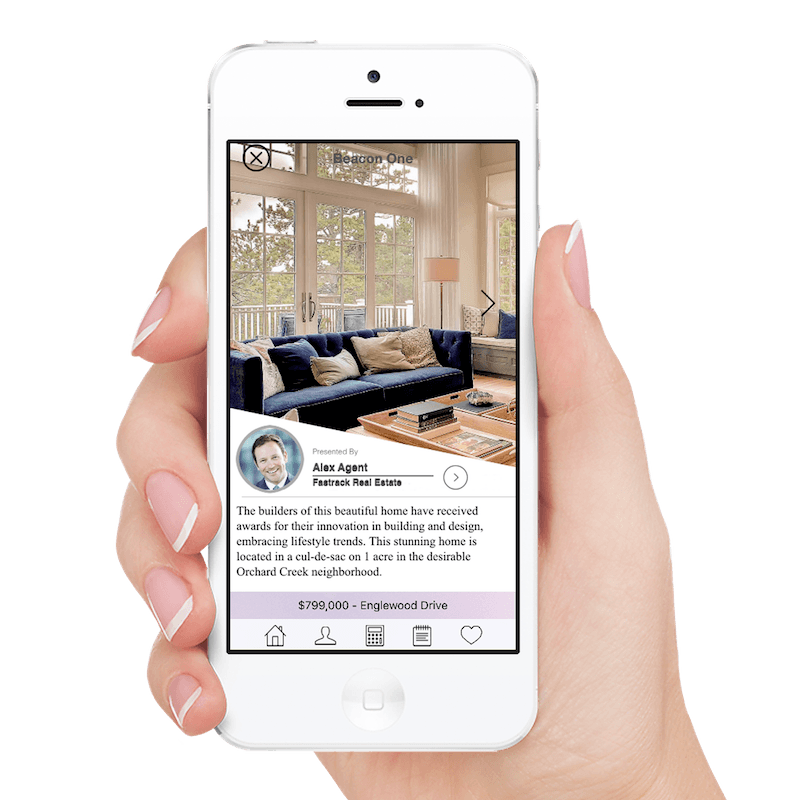 Beacon One
Presented By
Alex Agent
Fastrack Real Estate
The builders of this beautiful home have received
awards for their innovation in building and design,
embracing lifestyle trends. This stunning home is
located in a cul-de-sac on 1 acre in the desirable
Orchard Creek neighborhood.
$799,000 - Englewood Drive